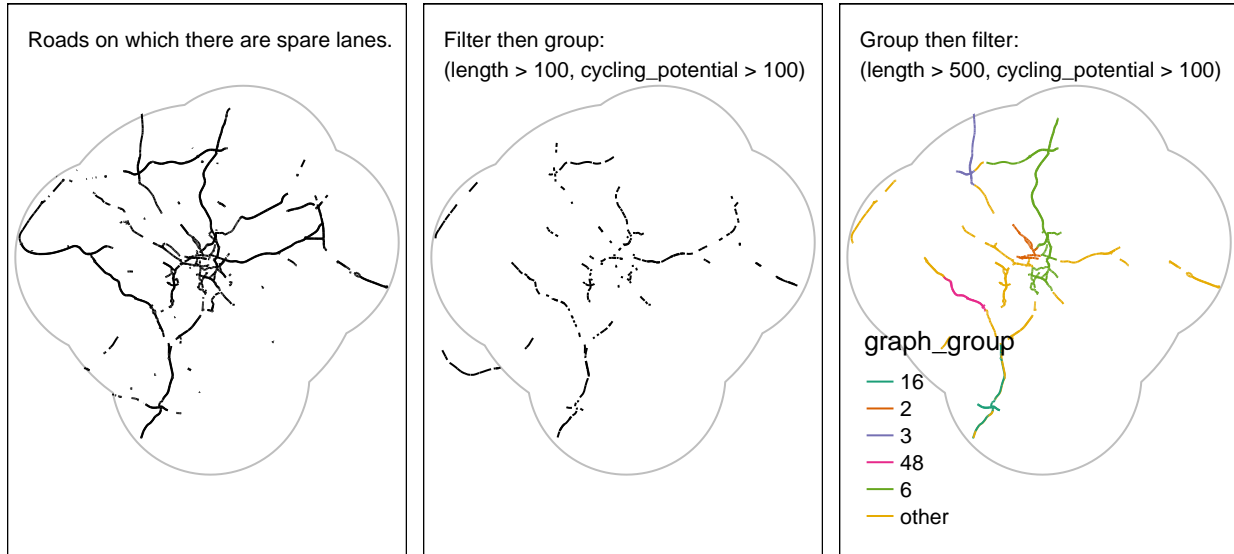 Roads on which there are spare lanes.
Filter then group:
(length > 100, cycling_potential > 100)
Group then filter:
(length > 500, cycling_potential > 100)
graph_group
16
2
3
48
6
other